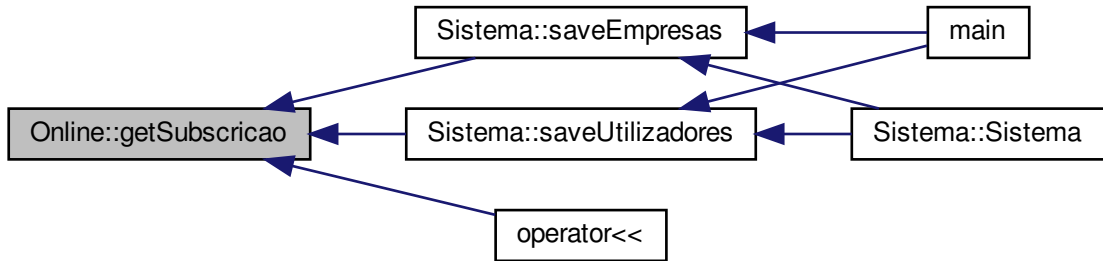 Sistema::saveEmpresas
main
Online::getSubscricao
Sistema::saveUtilizadores
Sistema::Sistema
operator<<